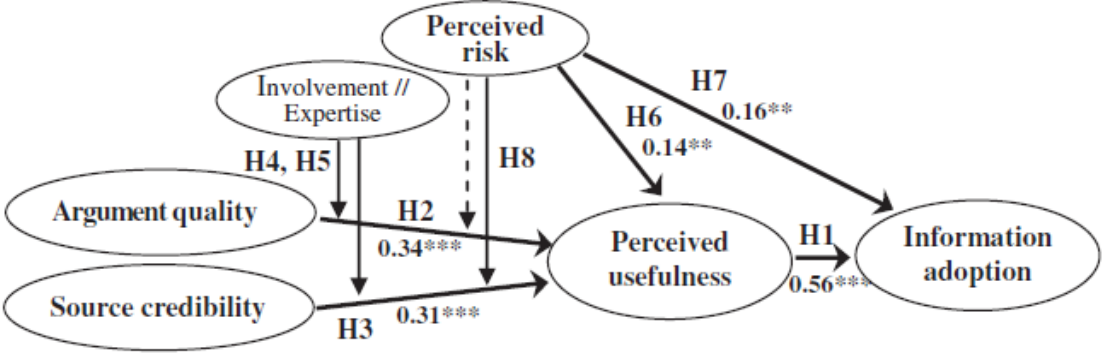 Perceived
risk
Involvement //
Expertise
H7
0.16**
H6
0.14**
H4, H5
H8
Argument quality
H2
0.34***
Perceived
usefulness
H1
0.56***
Information
adoption
Source credibility
H3
0.31***